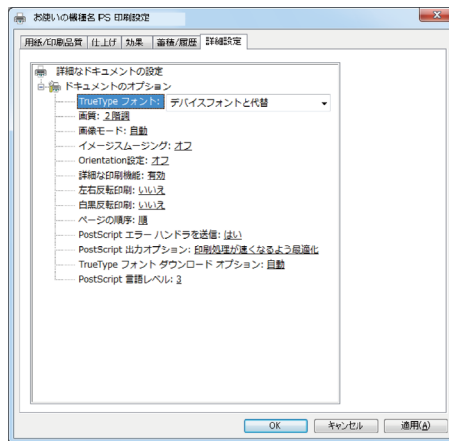 お使いの機種名 PS 印刷設定
用紙/印刷品質 仕上げ 効果 蓄積/履歴 詳細設定
詳細なドキュメントの設定
ドキュメントのオプション
TrueType フォント: デバイスフォントと代替
画質: 2階調
画像モード: 自動
イメージスムージング: オフ
Orientation設定: オフ
詳細な印刷機能: 有効
左右反転印刷: いいえ
白黒反転印刷: いいえ
ページの順序: 順
PostScript エラー ハンドラを送信: はい
PostScript 出力オプション: 印刷処理が速くなるよう最適化
TrueType フォント ダウンロード オプション: 自動
PostScript 言語レベル: 3
OK キャンセル 適用(A)